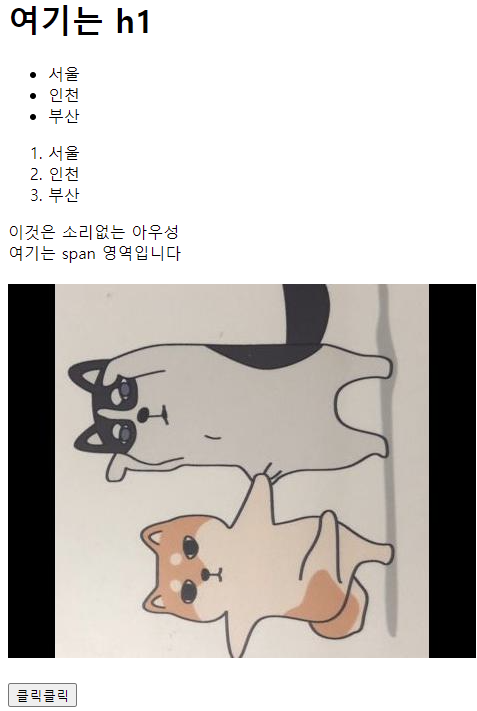 여기는 h1
서울
인천
부산
1. 서울
2. 인천
3. 부산
이것은 소리없는 아우성
여기는 span 영역입니다
클릭클릭